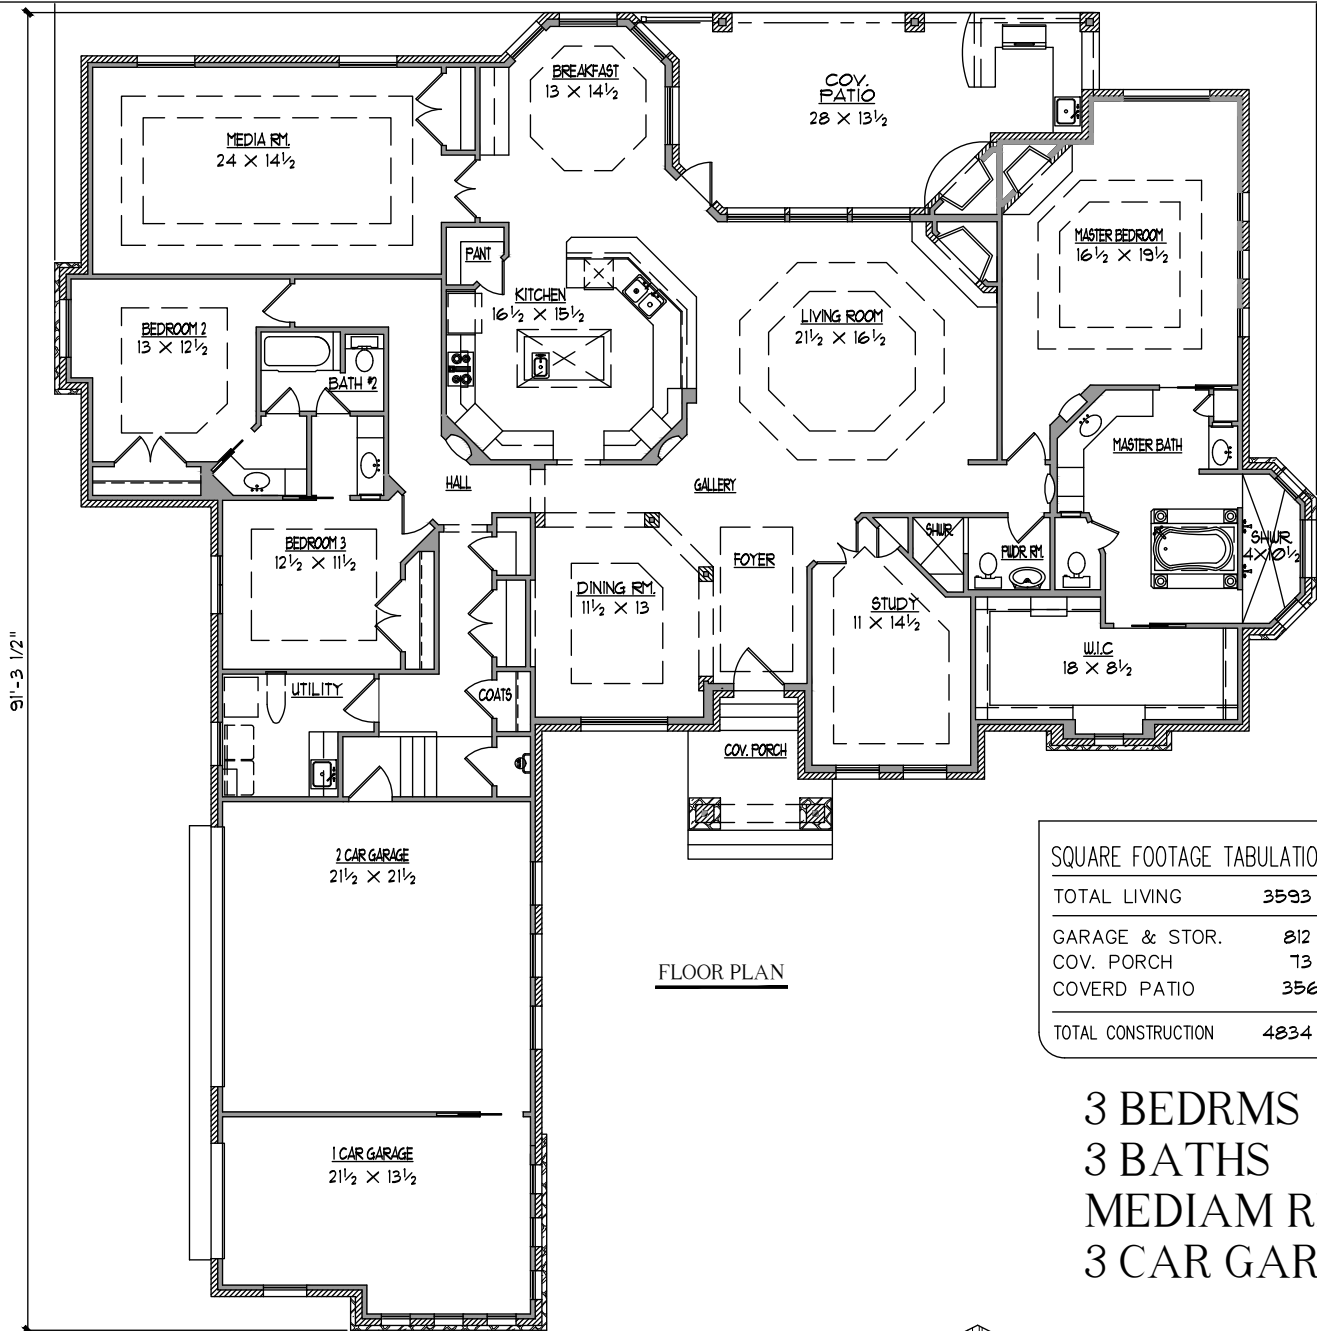 BREAKFAST
13 X 14½
COV.
PATIO
28 X 13½
MEDIA RM.
24 X 14½
MASTER BEDROOM
16½ X 19½
PANT
KITCHEN
16½ X 15½
LIVING ROOM
21½ X 16½
BEDROOM 2
13 X 12½
BATH #2
MASTER BATH
HALL
GALLERY
SHWR.
4X10½
BEDROOM 3
12½ X 11½
FOYER
SHWR.
PWDR RM.
DINING RM.
11½ X 13
STUDY
11 X 14½
W.I.C
18 X 8½
91'-3 1/2"
UTILITY
COATS
COV. PORCH
2 CAR GARAGE
21½ X 21½
SQUARE FOOTAGE TABULATIO
TOTAL LIVING 3593
GARAGE & STOR. 812
COV. PORCH 73
COVERD PATIO 356
TOTAL CONSTRUCTION 4834
FLOOR PLAN
1 CAR GARAGE
21½ X 13½
3 BEDRMS
3 BATHS
MEDIAM R
3 CAR GAR